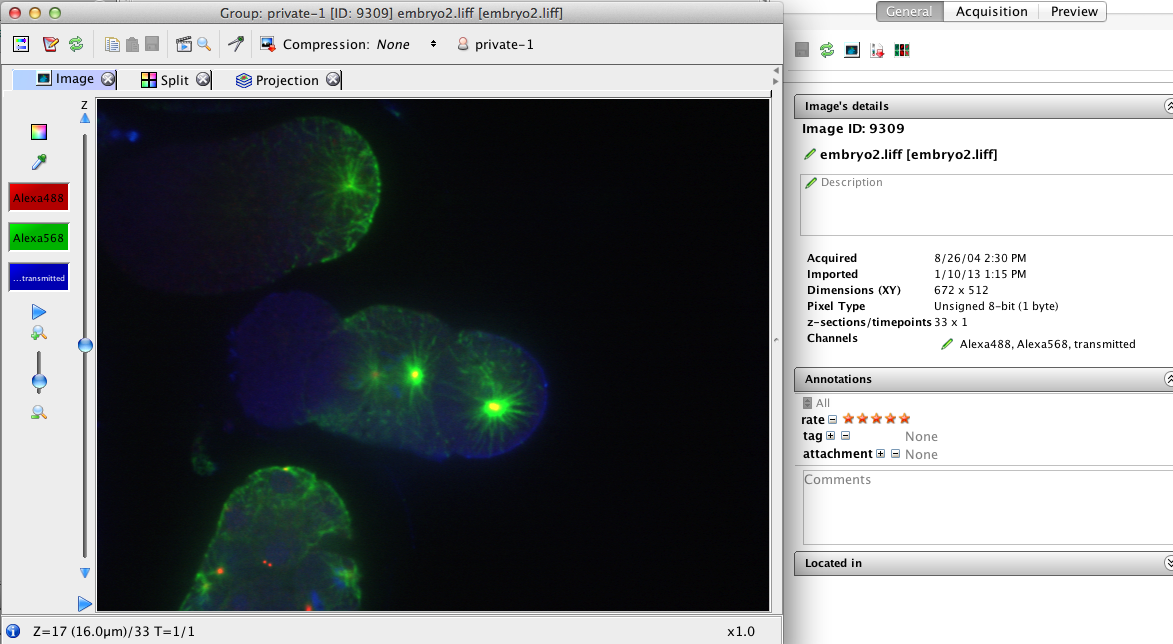 Group: private-1 [ID: 9309] embryo2.liff [embryo2.liff]
General Acquisition Preview
Compression: None private-1
Image Split Projection
Z
Alexa488
Alexa568
...transmitted
Z=17 (16.0µm)/33 T=1/1 x1.0
Image's details
Image ID: 9309
embryo2.liff [embryo2.liff]
Description
Acquired 8/26/04 2:30 PM
Imported 1/10/13 1:15 PM
Dimensions (XY) 672 x 512
Pixel Type Unsigned 8-bit (1 byte)
z-sections/timepoints 33 x 1
Channels Alexa488, Alexa568, transmitted
Annotations
All
rate
tag None
attachment None
Comments
Located in